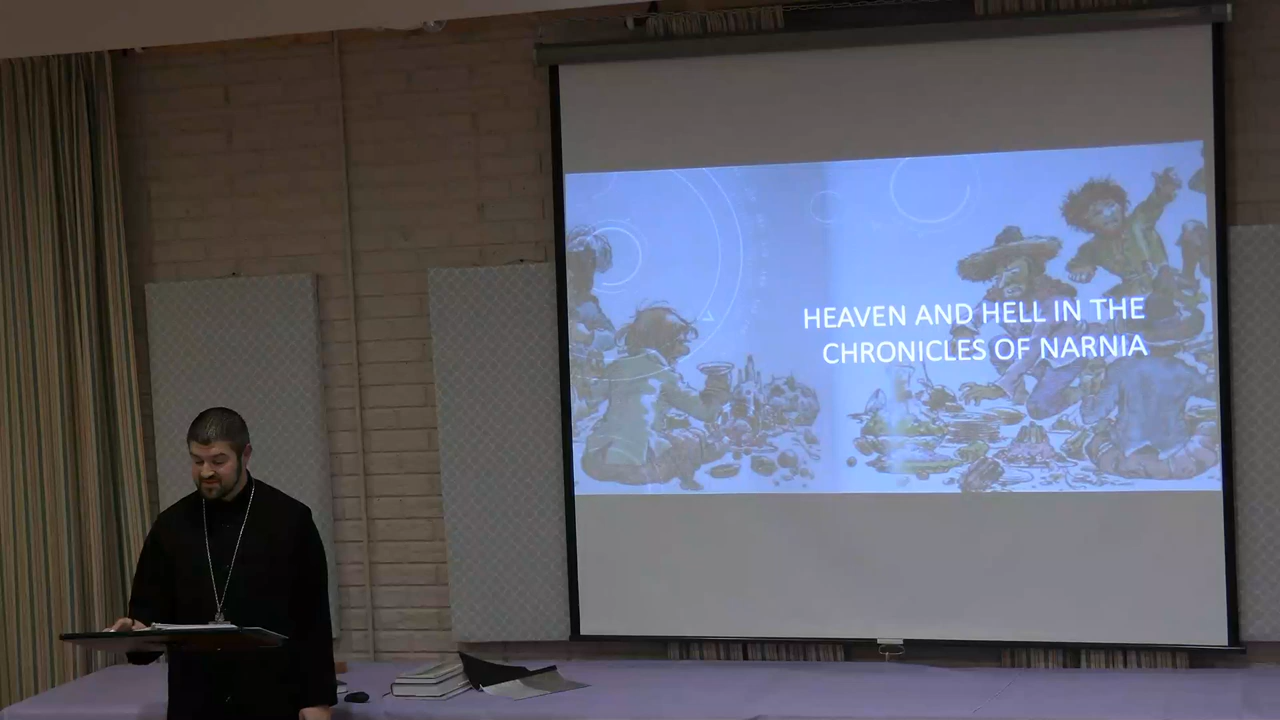 HEAVEN AND HELL IN THE
CHRONICLES OF NARNIA